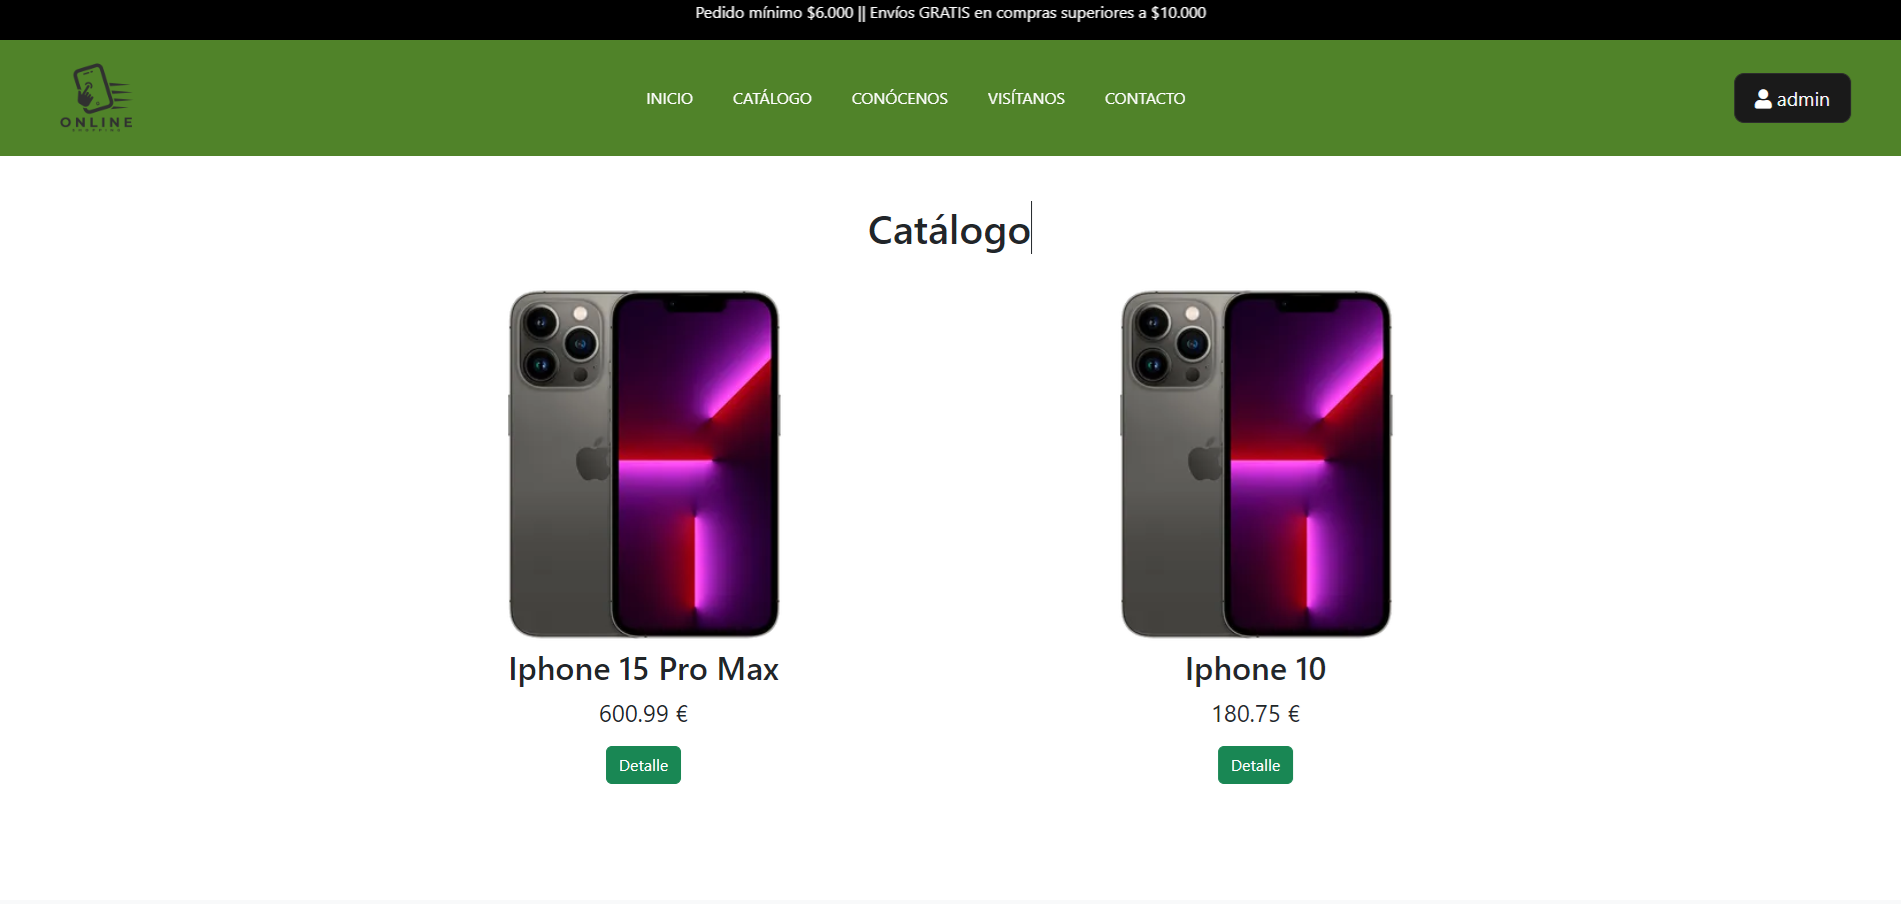 Pedido mínimo $6.000 || Envíos GRATIS en compras superiores a $10.000
ONLINE
INICIO CATÁLOGO CONÓCENOS VISÍTANOS CONTACTO
admin
Catálogo
Iphone 15 Pro Max
600.99 €
Detalle
Iphone 10
180.75 €
Detalle